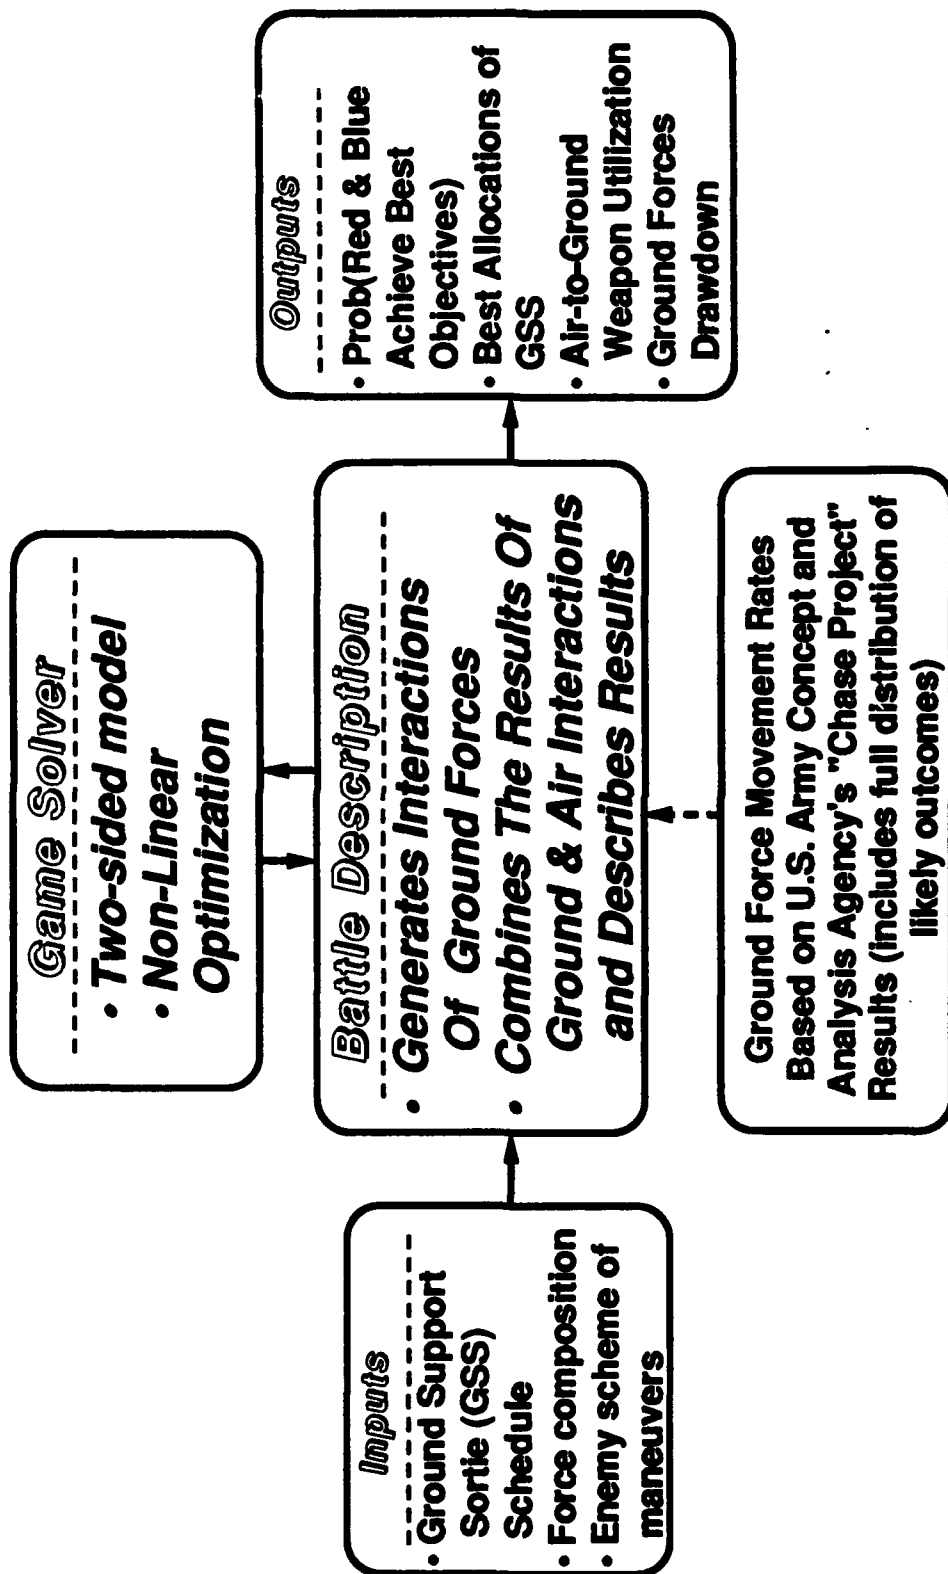 Game Solver
• Two-sided model
• Non-Linear
Optimization
Inputs
• Ground Support
Sortie (GSS)
Schedule
• Force composition
• Enemy scheme of
maneuvers
Battle Description
• Generates Interactions
Of Ground Forces
• Combines The Results Of
Ground & Air Interactions
and Describes Results
Outputs
• Prob(Red & Blue
Achieve Best
Objectives)
• Best Allocations of
GSS
• Air-to-Ground
Weapon Utilization
• Ground Forces
Drawdown
Ground Force Movement Rates
Based on U.S. Army Concept and
Analysis Agency's "Chase Project"
Results (includes full distribution of
likely outcomes)